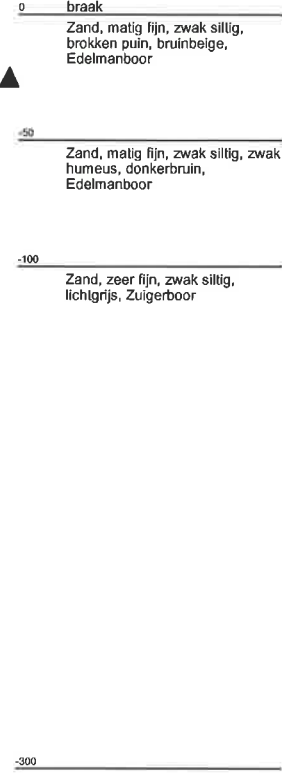 0 braak
Zand, matig fijn, zwak siltig,
brokken puin, bruinbeige,
Edelmanboor
-50
Zand, matig fijn, zwak siltig, zwak
humeus, donkerbruin,
Edelmanboor
-100
Zand, zeer fijn, zwak siltig,
lichtgrijs, Zuigerboor
-300